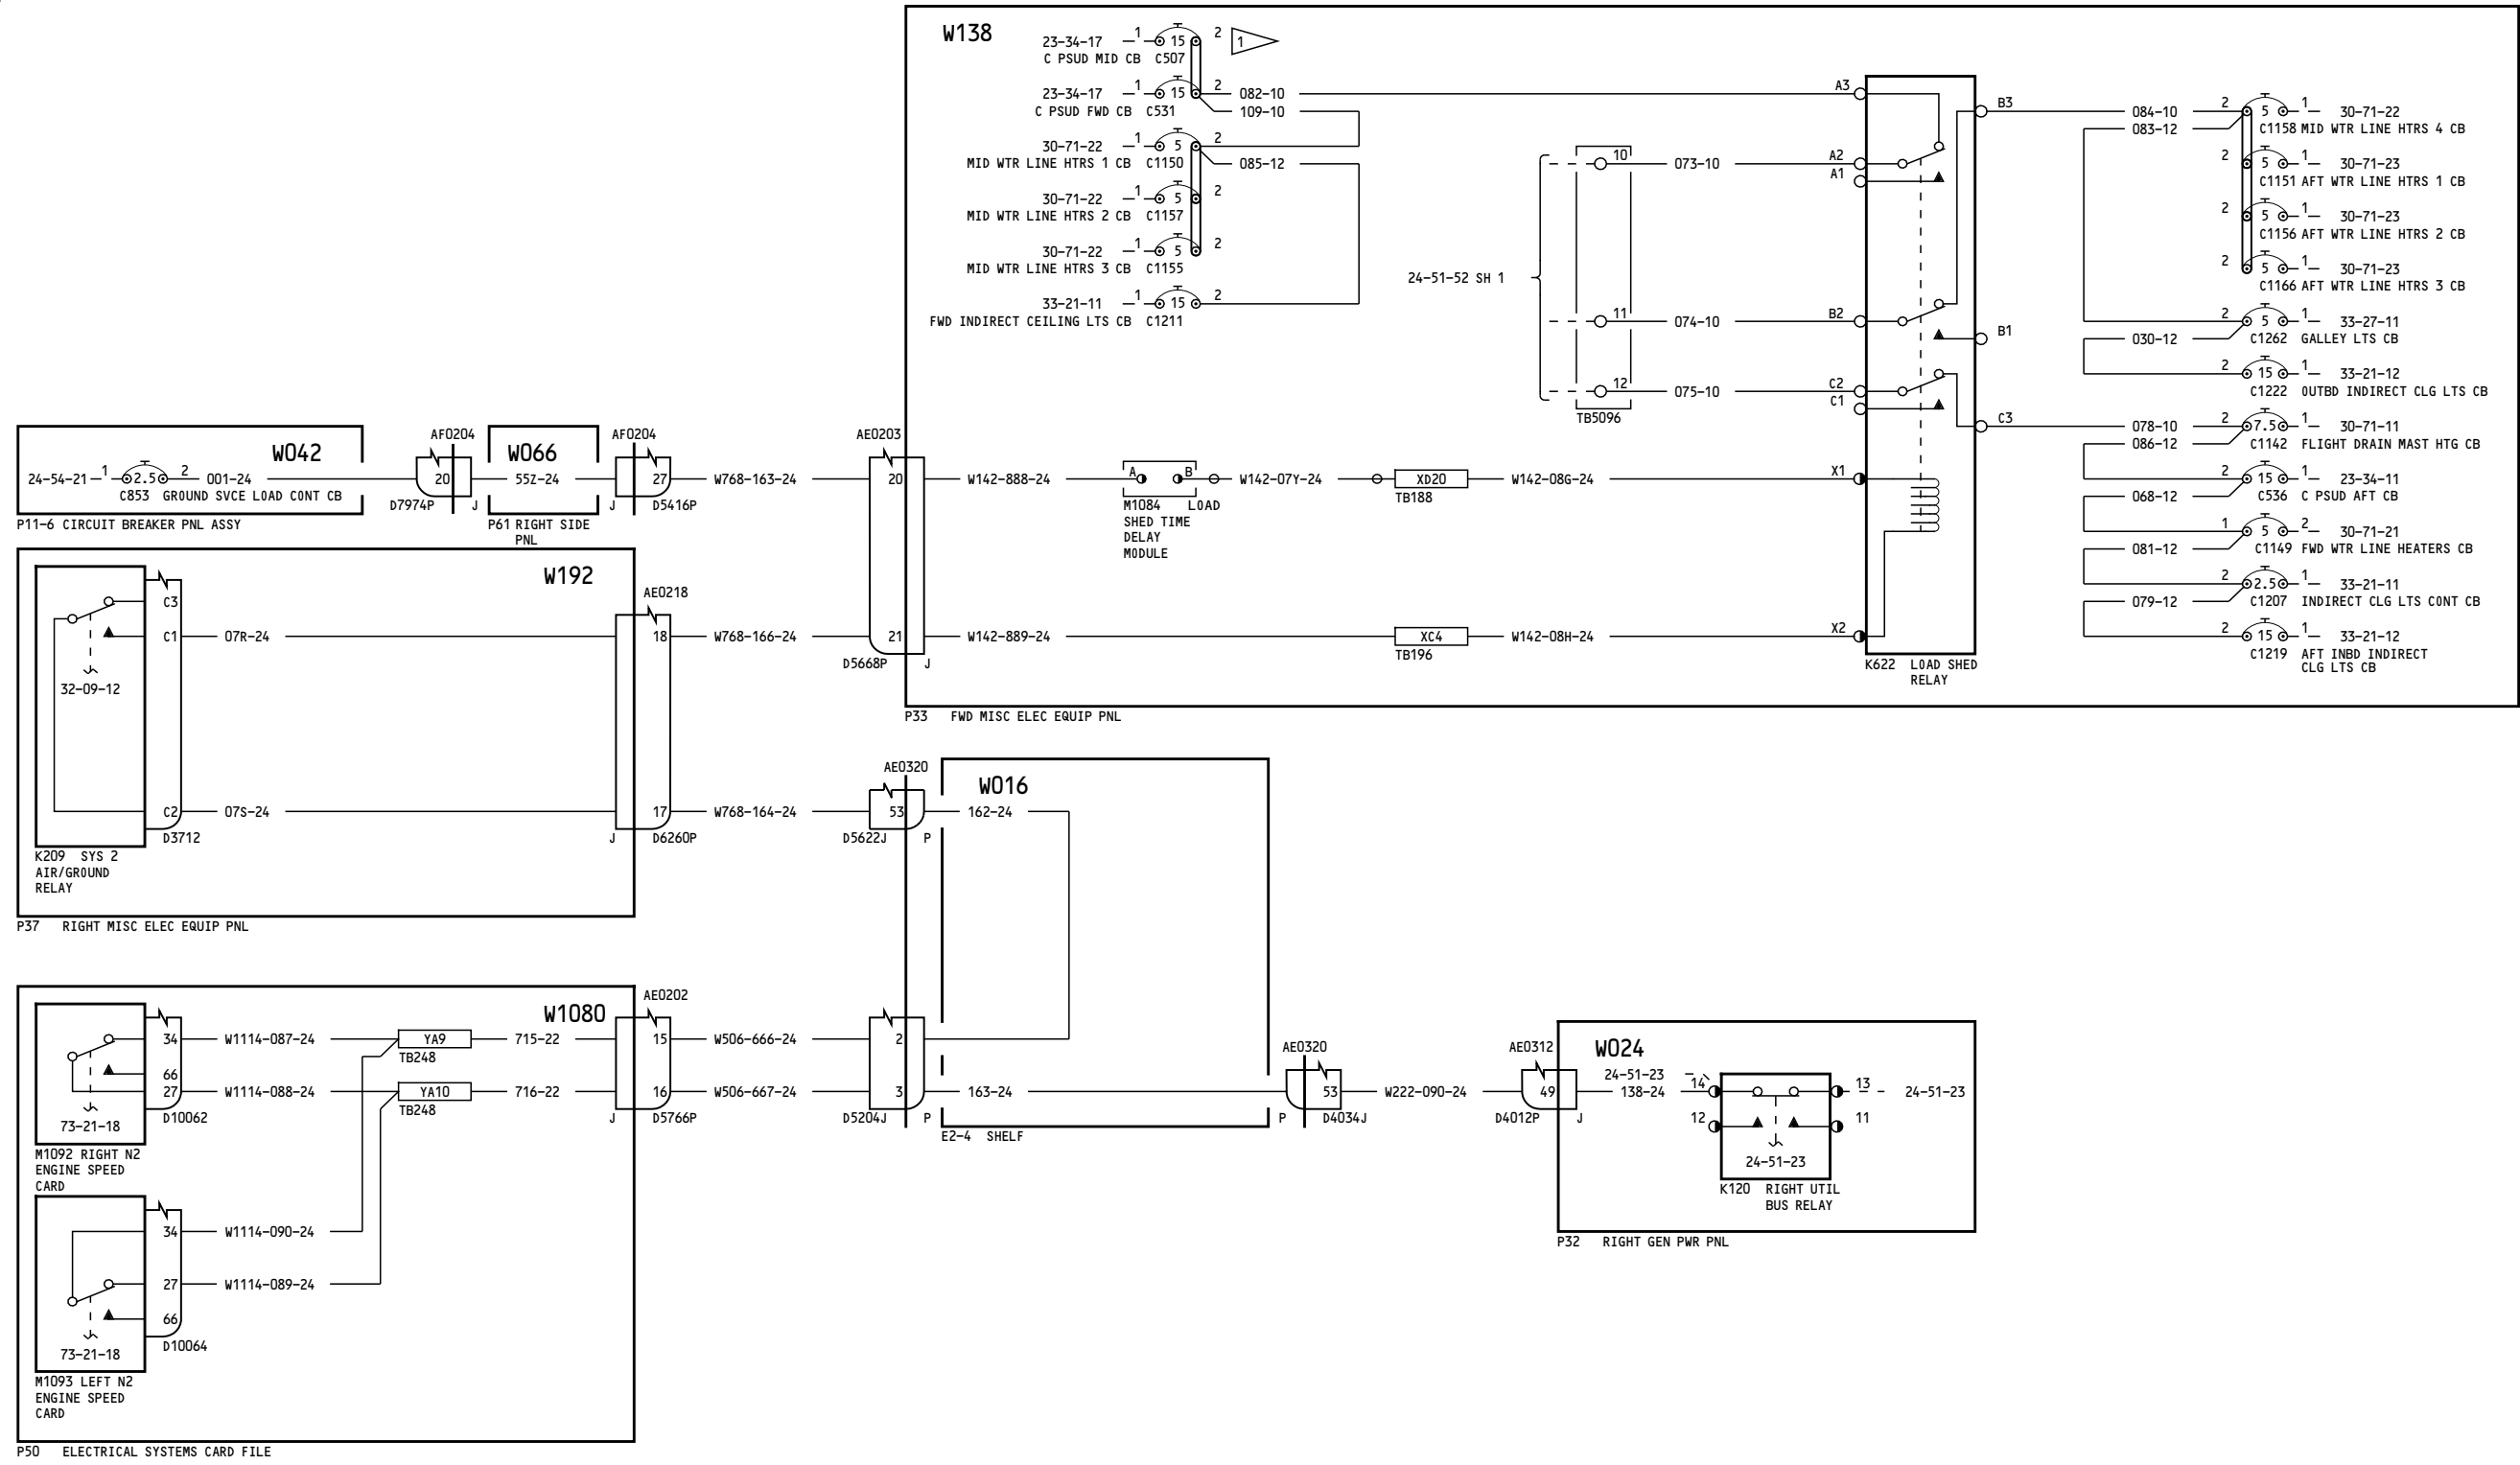 W138
23-34-17 1 15 2 1
C PSUD MID CB C507
23-34-17 1 15 2 082-10
C PSUD FWD CB C531 109-10
30-71-22 1 5 2
MID WTR LINE HTRS 1 CB C1150 085-12
30-71-22 1 5 2
MID WTR LINE HTRS 2 CB C1157
30-71-22 1 5 2
MID WTR LINE HTRS 3 CB C1155
33-21-11 1 15 2
FWD INDIRECT CEILING LTS CB C1211
24-51-52 SH 1
10 073-10
11 074-10
12 075-10
TB5096
A3
A2
A1
B2
C2
C1
X1
X2
B3
B1
C3
K622 LOAD SHED
RELAY
084-10 2 5 1 30-71-22
083-12 C1158 MID WTR LINE HTRS 4 CB
2 5 1 30-71-23
C1151 AFT WTR LINE HTRS 1 CB
2 5 1 30-71-23
C1156 AFT WTR LINE HTRS 2 CB
2 5 1 30-71-23
C1166 AFT WTR LINE HTRS 3 CB
2 5 1 33-27-11
030-12 C1262 GALLEY LTS CB
2 15 1 33-21-12
C1222 OUTBD INDIRECT CLG LTS CB
078-10 2 7.5 1 30-71-11
086-12 C1142 FLIGHT DRAIN MAST HTG CB
2 15 1 23-34-11
068-12 C536 C PSUD AFT CB
1 5 2 30-71-21
081-12 C1149 FWD WTR LINE HEATERS CB
2 2.5 1 33-21-11
079-12 C1207 INDIRECT CLG LTS CONT CB
2 15 1 33-21-12
C1219 AFT INBD INDIRECT
CLG LTS CB
W042
24-54-21 1 2.5 2 001-24
C853 GROUND SVCE LOAD CONT CB
P11-6 CIRCUIT BREAKER PNL ASSY
AF0204
20
D7974P J
W066
55Z-24
P61 RIGHT SIDE
PNL
AF0204
27
J D5416P
W768-163-24
AE0203
20
W142-888-24
A B
M1084 LOAD
SHED TIME
DELAY
MODULE
W142-07Y-24
XD20
TB188
W142-08G-24
21
D5668P J
W142-889-24
XC4
TB196
W142-08H-24
P33 FWD MISC ELEC EQUIP PNL
W192
C3
C1 07R-24
32-09-12
C2 07S-24
D3712
K209 SYS 2
AIR/GROUND
RELAY
P37 RIGHT MISC ELEC EQUIP PNL
AE0218
18 W768-166-24
17 W768-164-24
J D6260P
AE0320
53
D5622J P
W016
162-24
W1080
34 W1114-087-24
66
27 W1114-088-24
73-21-18
D10062
M1092 RIGHT N2
ENGINE SPEED
CARD
YA9
TB248
715-22
YA10
TB248
716-22
34 W1114-090-24
27 W1114-089-24
66
D10064
73-21-18
M1093 LEFT N2
ENGINE SPEED
CARD
P50 ELECTRICAL SYSTEMS CARD FILE
AE0202
15 W506-666-24
16 W506-667-24
J D5766P
2
3 163-24
D5204J P
E2-4 SHELF
AE0320
53
P D4034J
W222-090-24
AE0312
49
D4012P J
W024
24-51-23
138-24
14 13 24-51-23
12 11
24-51-23
K120 RIGHT UTIL
BUS RELAY
P32 RIGHT GEN PWR PNL